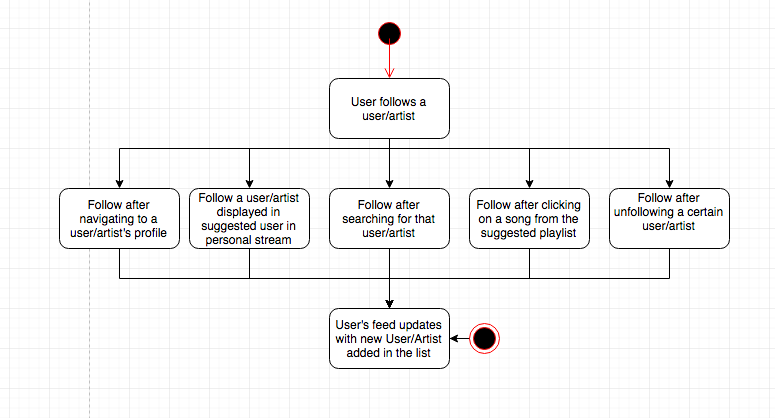 User follows a
user/artist
Follow after
navigating to a
user/artist's profile
Follow a user/artist
displayed in
suggested user in
personal stream
Follow after
searching for that
user/artist
Follow after clicking
on a song from the
suggested playlist
Follow after
unfollowing a certain
user/artist
User's feed updates
with new User/Artist
added in the list